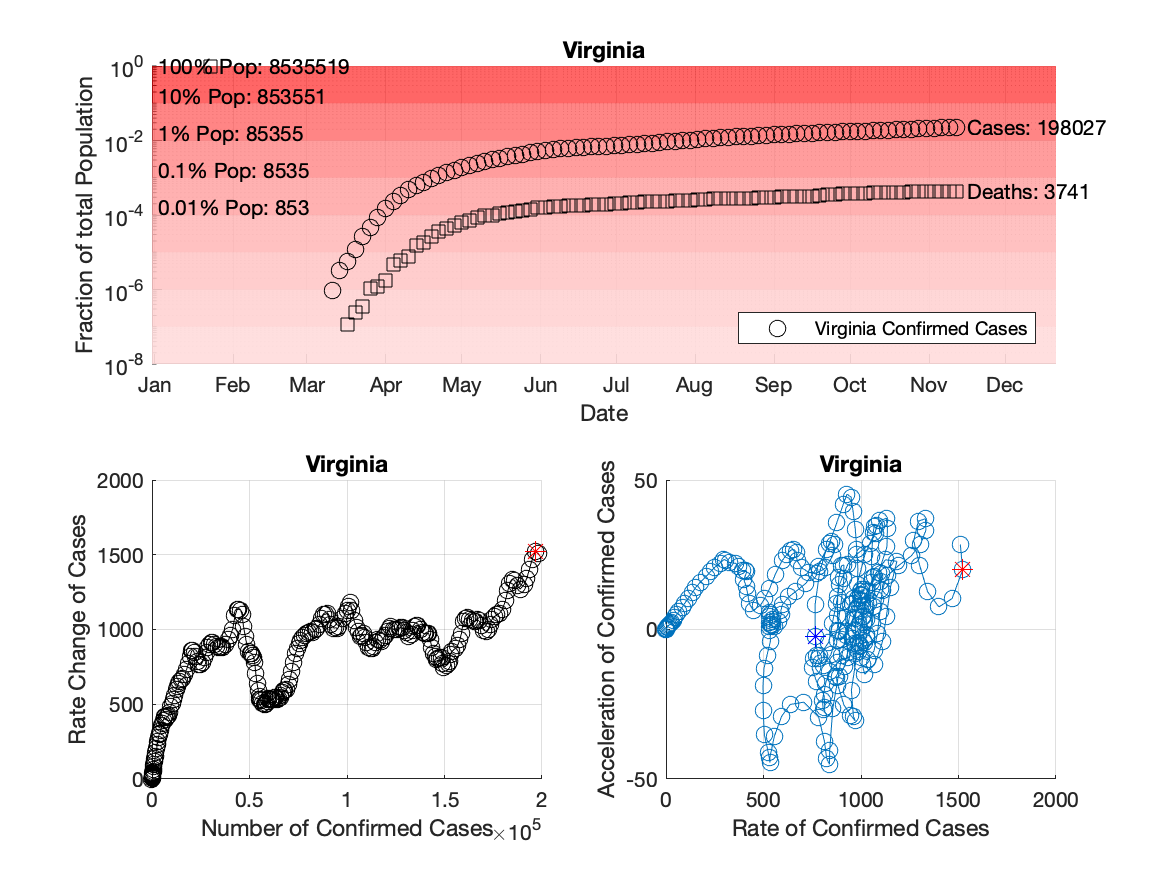 Virginia
10^0
10^-2
10^-4
10^-6
10^-8
Fraction of total Population
100% Pop: 8535519
10% Pop: 853551
1% Pop: 85355
0.1% Pop: 8535
0.01% Pop: 853
Cases: 198027
Deaths: 3741
Virginia Confirmed Cases
Jan Feb Mar Apr May Jun Jul Aug Sep Oct Nov Dec
Date
Virginia
2000
1500
1000
500
0
Rate Change of Cases
0 0.5 1 1.5 2
Number of Confirmed Cases ×10^5
Virginia
50
0
-50
Acceleration of Confirmed Cases
0 500 1000 1500 2000
Rate of Confirmed Cases